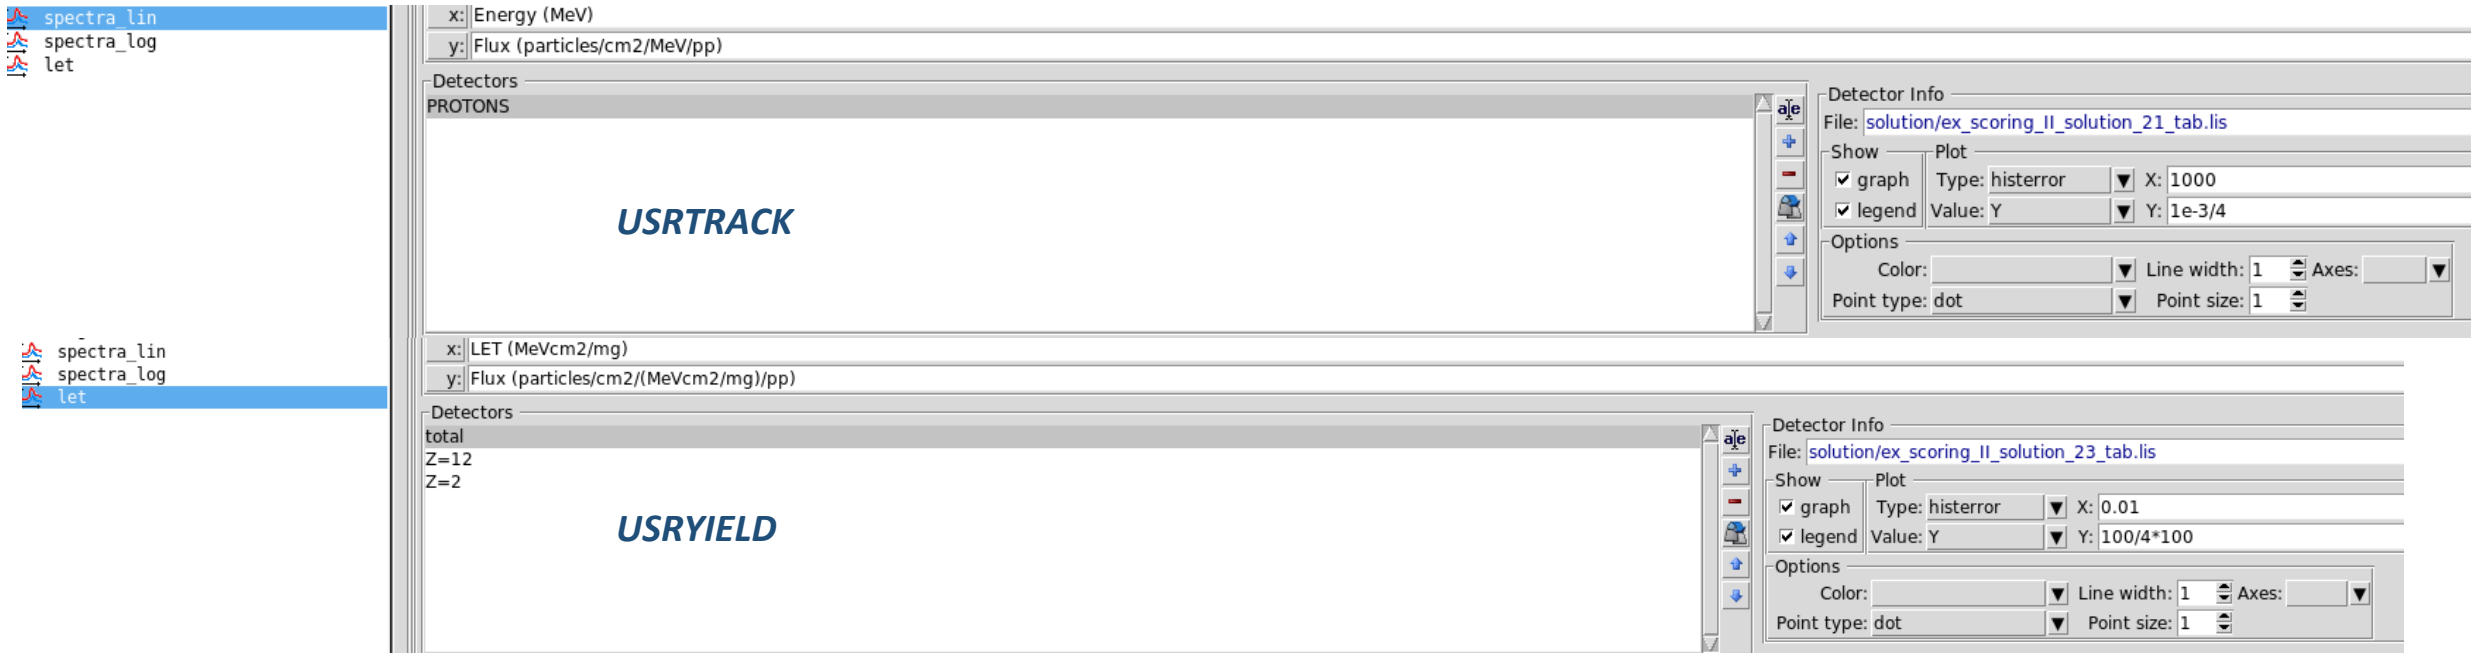 spectra_lin
spectra_log
let
x: Energy (MeV)
y: Flux (particles/cm2/MeV/pp)
Detectors
PROTONS
USRTRACK
a|e
Detector Info
File: solution/ex_scoring_II_solution_21_tab.lis
Show Plot
graph Type: histerror X: 1000
legend Value: Y Y: 1e-3/4
Options
Color: Line width: 1 Axes:
Point type: dot Point size: 1
spectra_lin
spectra_log
let
x: LET (MeVcm2/mg)
y: Flux (particles/cm2/(MeVcm2/mg)/pp)
Detectors
total
Z=12
Z=2
USRYIELD
a|e
Detector Info
File: solution/ex_scoring_II_solution_23_tab.lis
Show Plot
graph Type: histerror X: 0.01
legend Value: Y Y: 100/4*100
Options
Color: Line width: 1 Axes:
Point type: dot Point size: 1